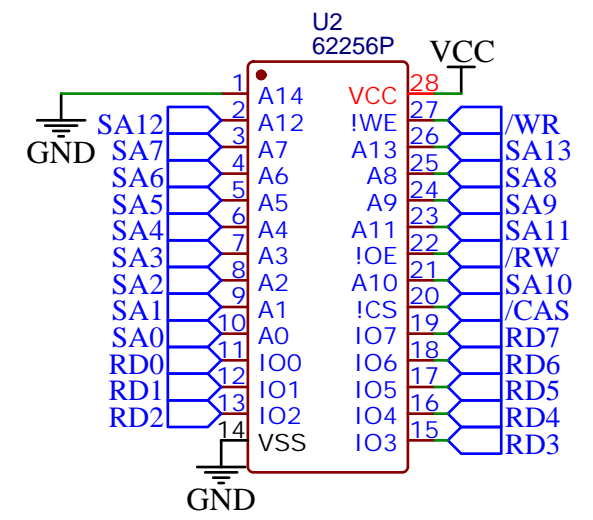 U2
62256P
VCC
1 A14 VCC 28
GND
SA12 2 A12 !WE 27 /WR
SA7 3 A7 A13 26 SA13
SA6 4 A6 A8 25 SA8
SA5 5 A5 A9 24 SA9
SA4 6 A4 A11 23 SA11
SA3 7 A3 !OE 22 /RW
SA2 8 A2 A10 21 SA10
SA1 9 A1 !CS 20 /CAS
SA0 10 A0 IO7 19 RD7
RD0 11 IO0 IO6 18 RD6
RD1 12 IO1 IO5 17 RD5
RD2 13 IO2 IO4 16 RD4
14 VSS IO3 15 RD3
GND